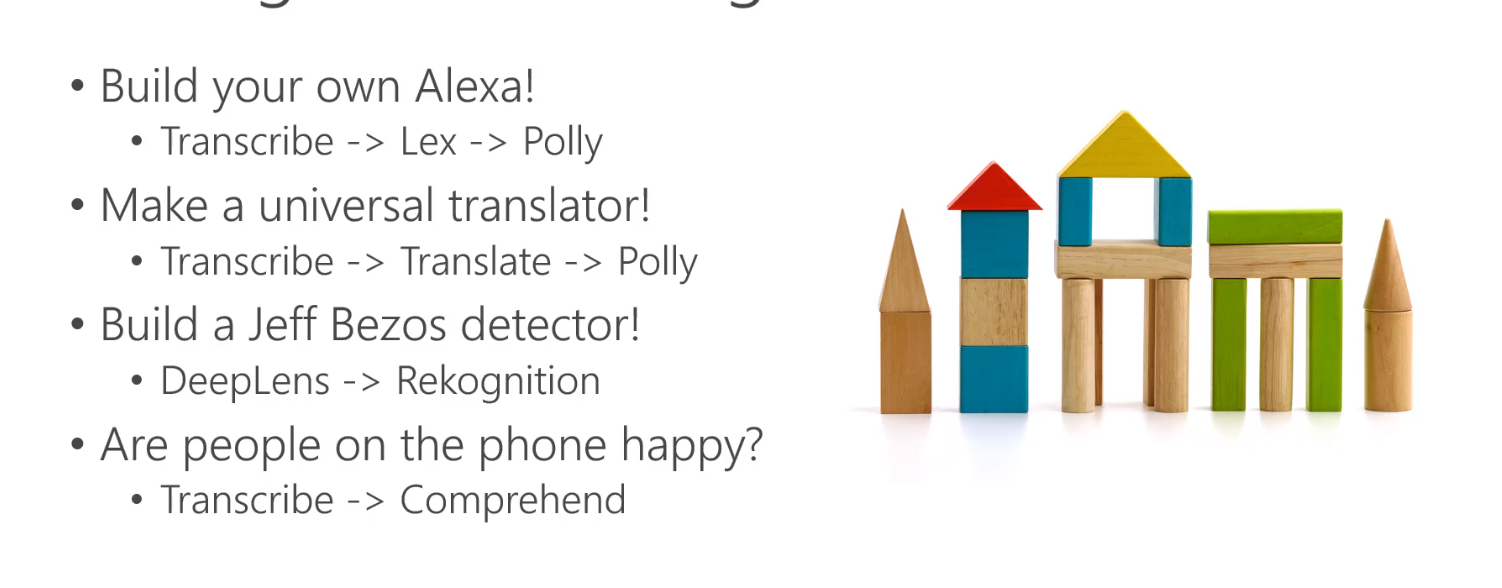 • Build your own Alexa!
• Transcribe -> Lex -> Polly
• Make a universal translator!
• Transcribe -> Translate -> Polly
• Build a Jeff Bezos detector!
• DeepLens -> Rekognition
• Are people on the phone happy?
• Transcribe -> Comprehend